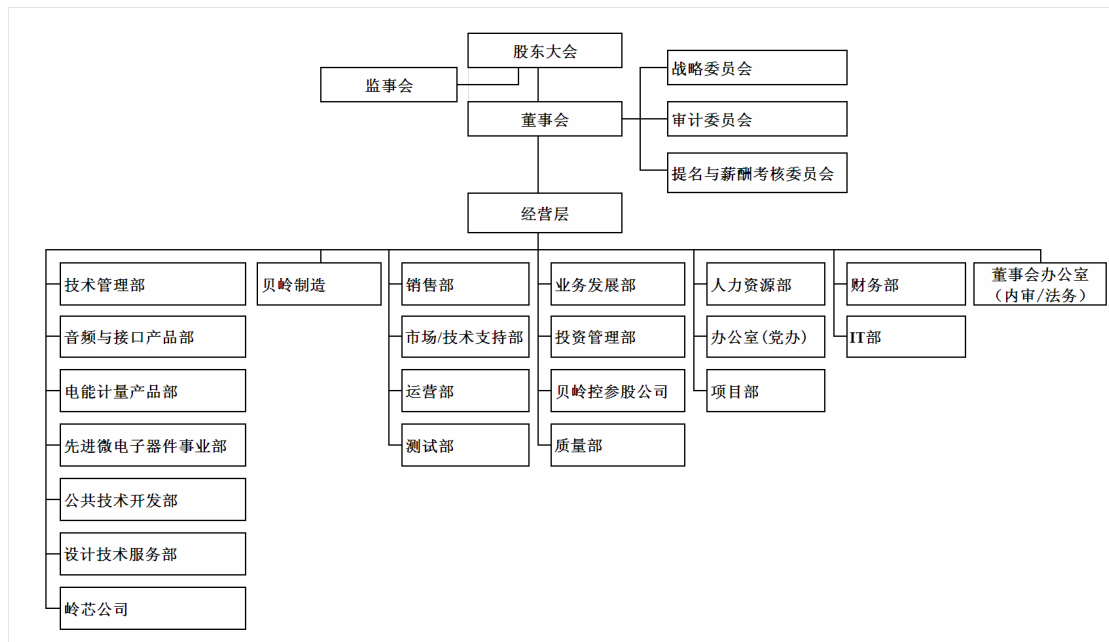 股东大会
监事会
战略委员会
董事会
审计委员会
提名与薪酬考核委员会
经营层
技术管理部
贝岭制造
销售部
业务发展部
人力资源部
财务部
董事会办公室
（内审/法务）
音频与接口产品部
市场/技术支持部
投资管理部
办公室(党办)
IT部
电能计量产品部
运营部
贝岭控参股公司
项目部
先进微电子器件事业部
测试部
质量部
公共技术开发部
设计技术服务部
岭芯公司